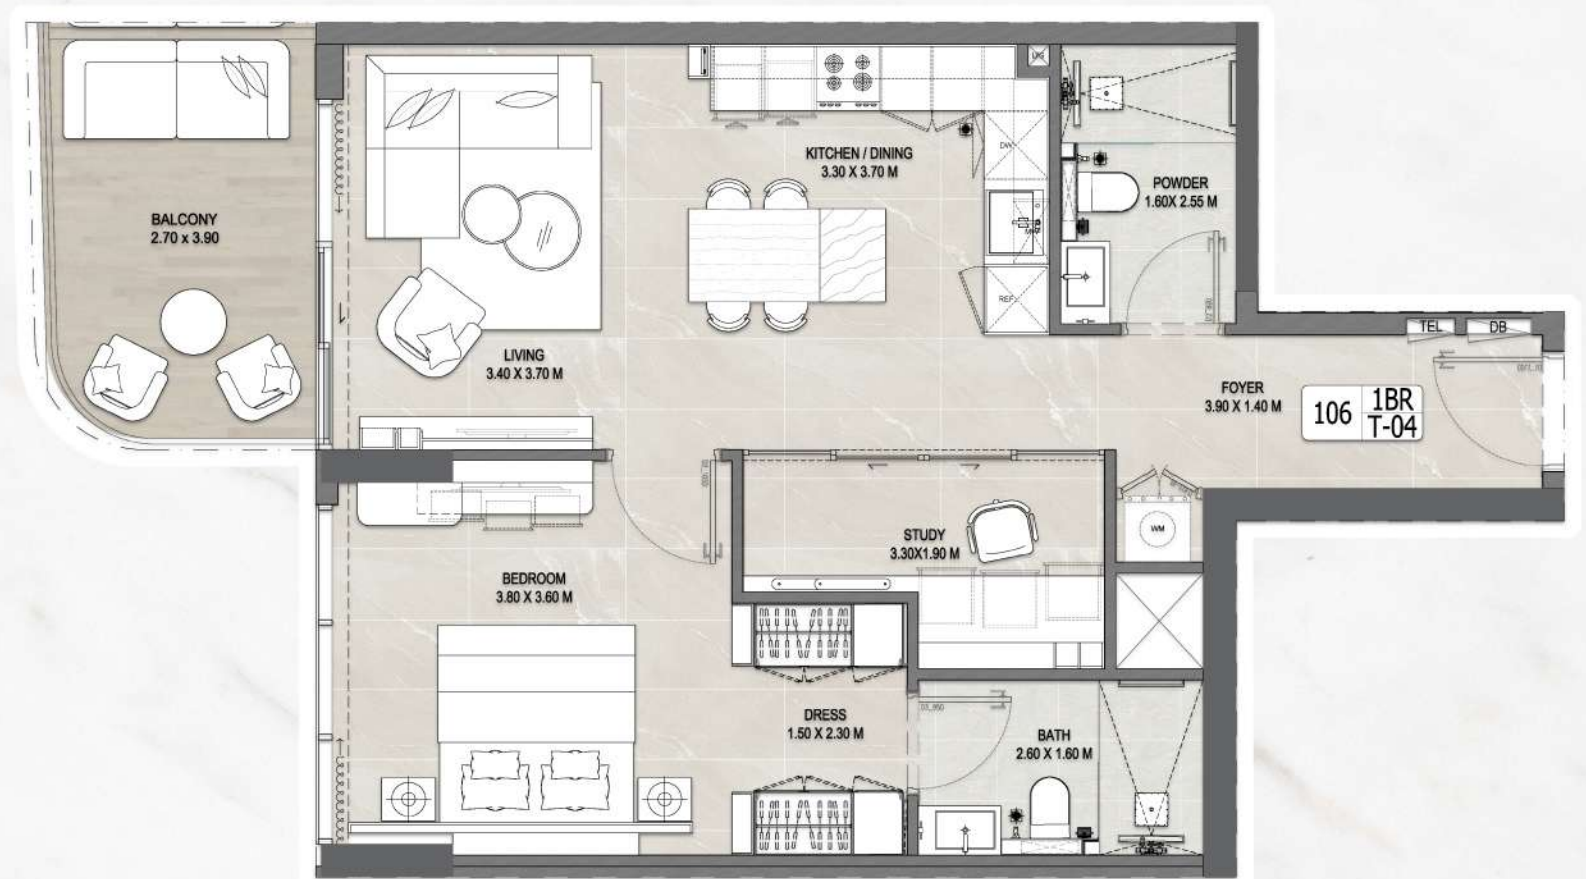 BALCONY
2.70 x 3.90
LIVING
3.40 X 3.70 M
KITCHEN / DINING
3.30 X 3.70 M
DW
REF.
POWDER
1.60X 2.55 M
TEL
DB
FOYER
3.90 X 1.40 M
106
1BR
T-04
STUDY
3.30X1.90 M
WM
BEDROOM
3.80 X 3.60 M
DRESS
1.50 X 2.30 M
BATH
2.60 X 1.60 M